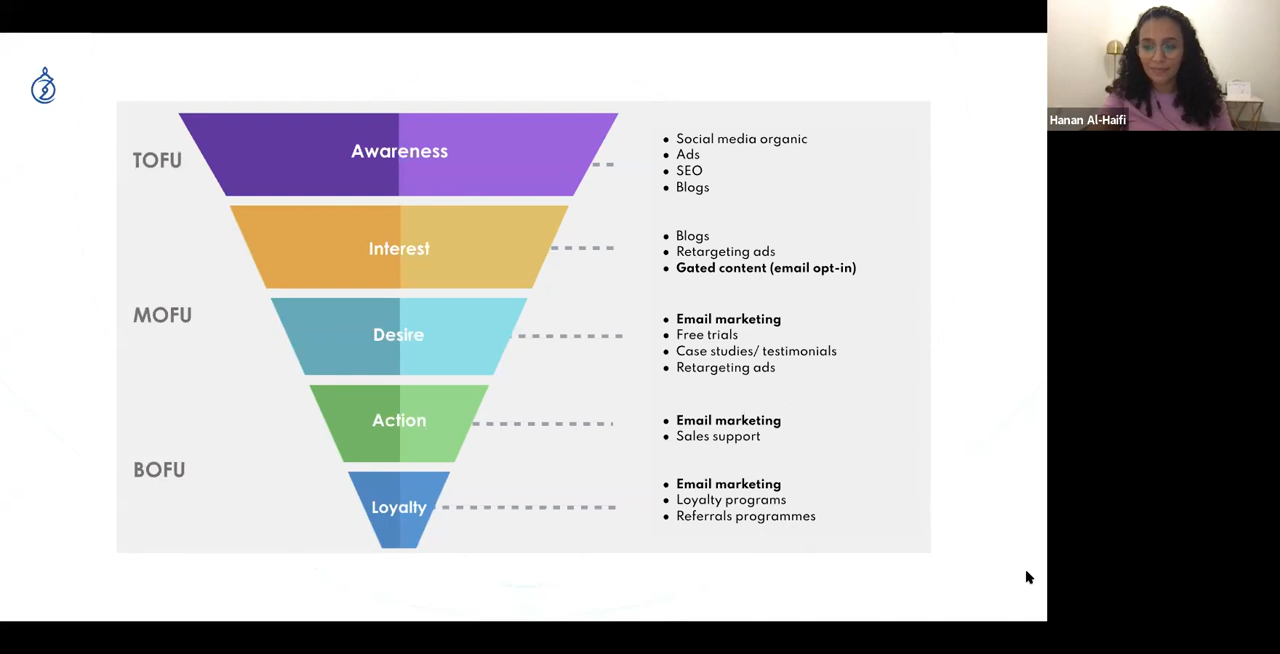 Hanan Al-Haifi
TOFU
Awareness
• Social media organic
• Ads
• SEO
• Blogs
Interest
• Blogs
• Retargeting ads
• Gated content (email opt-in)
MOFU
Desire
• Email marketing
• Free trials
• Case studies/ testimonials
• Retargeting ads
Action
• Email marketing
• Sales support
BOFU
Loyalty
• Email marketing
• Loyalty programs
• Referrals programmes